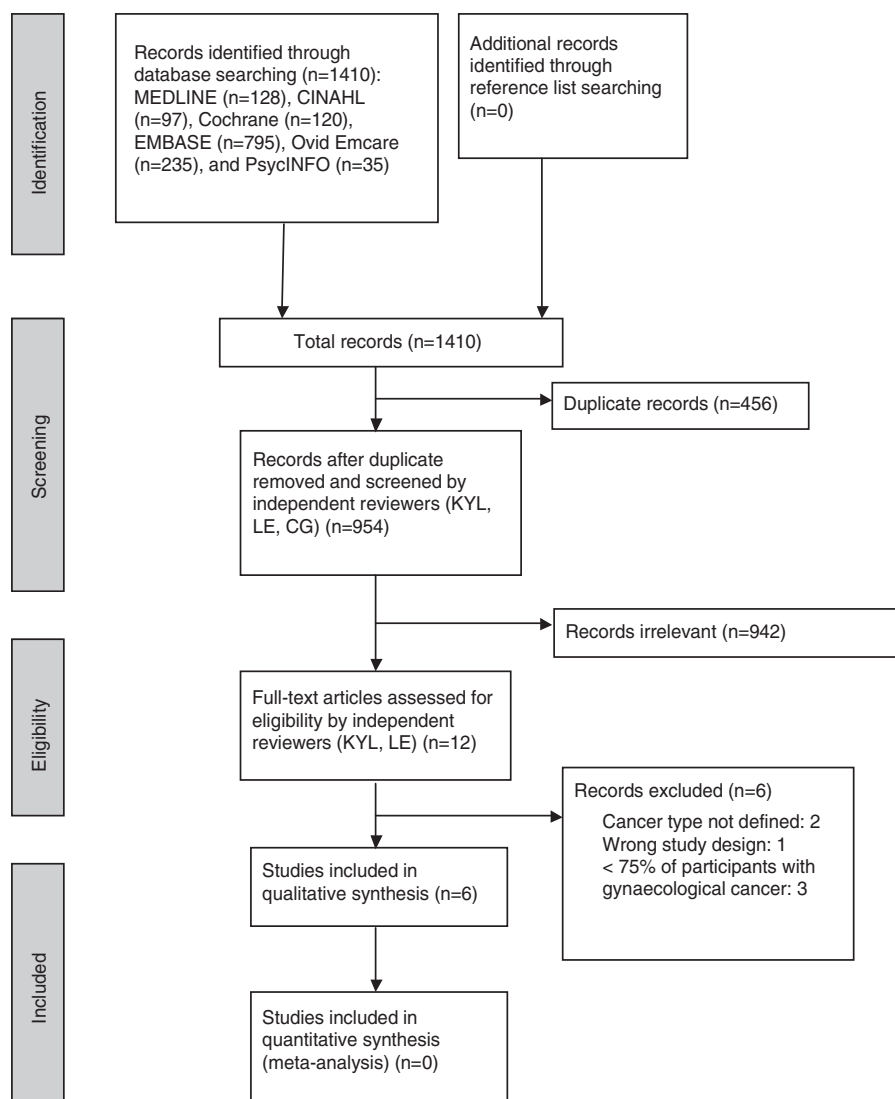 Identification
Records identified through
database searching (n=1410):
MEDLINE (n=128), CINAHL
(n=97), Cochrane (n=120),
EMBASE (n=795), Ovid Emcare
(n=235), and PsycINFO (n=35)
Additional records
identified through
reference list searching
(n=0)
Screening
Total records (n=1410)
Duplicate records (n=456)
Records after duplicate
removed and screened by
independent reviewers (KYL,
LE, CG) (n=954)
Records irrelevant (n=942)
Eligibility
Full-text articles assessed for
eligibility by independent
reviewers (KYL, LE) (n=12)
Records excluded (n=6)
Cancer type not defined: 2
Wrong study design: 1
< 75% of participants with
gynaecological cancer: 3
Included
Studies included in
qualitative synthesis (n=6)
Studies included in
quantitative synthesis
(meta-analysis) (n=0)